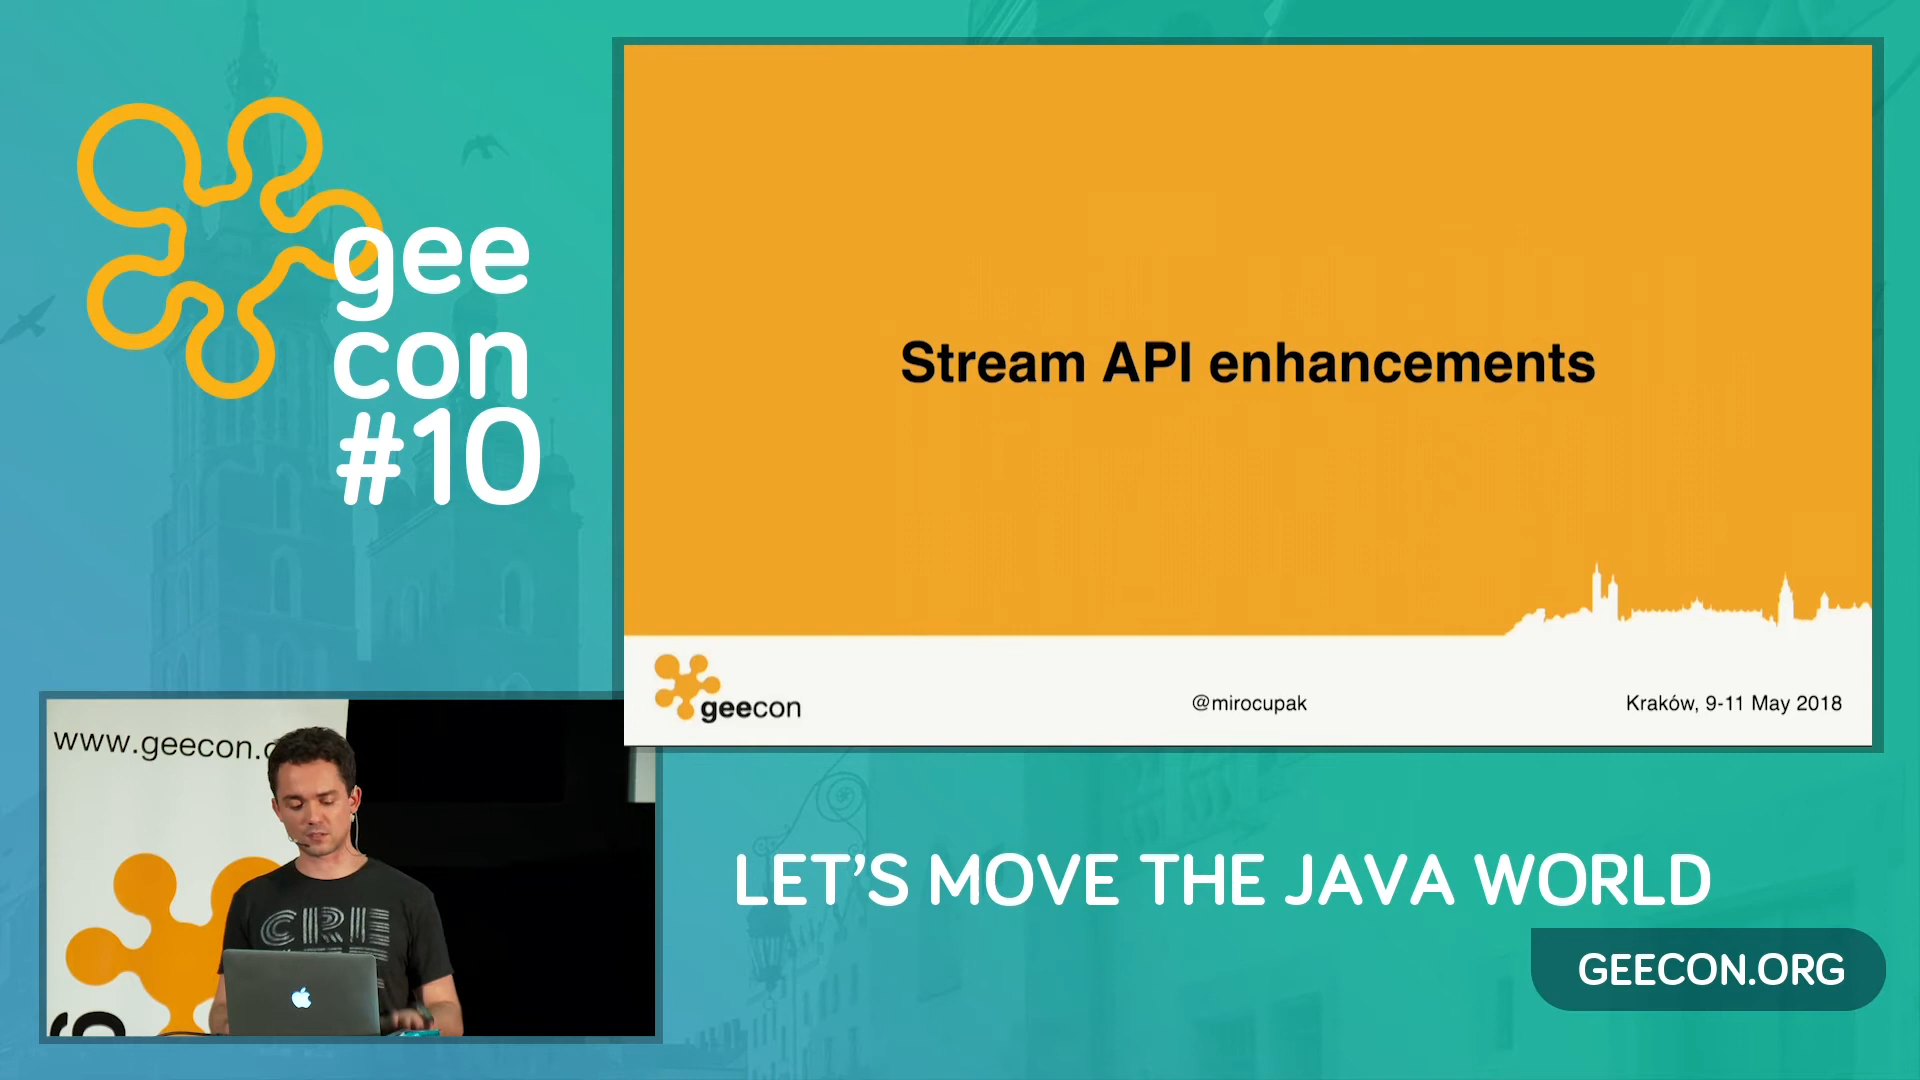 gee
con
#10
Stream API enhancements
geecon
@mirocupak
Kraków, 9-11 May 2018
www.geecon.
CRE
LET'S MOVE THE JAVA WORLD
GEECON.ORG